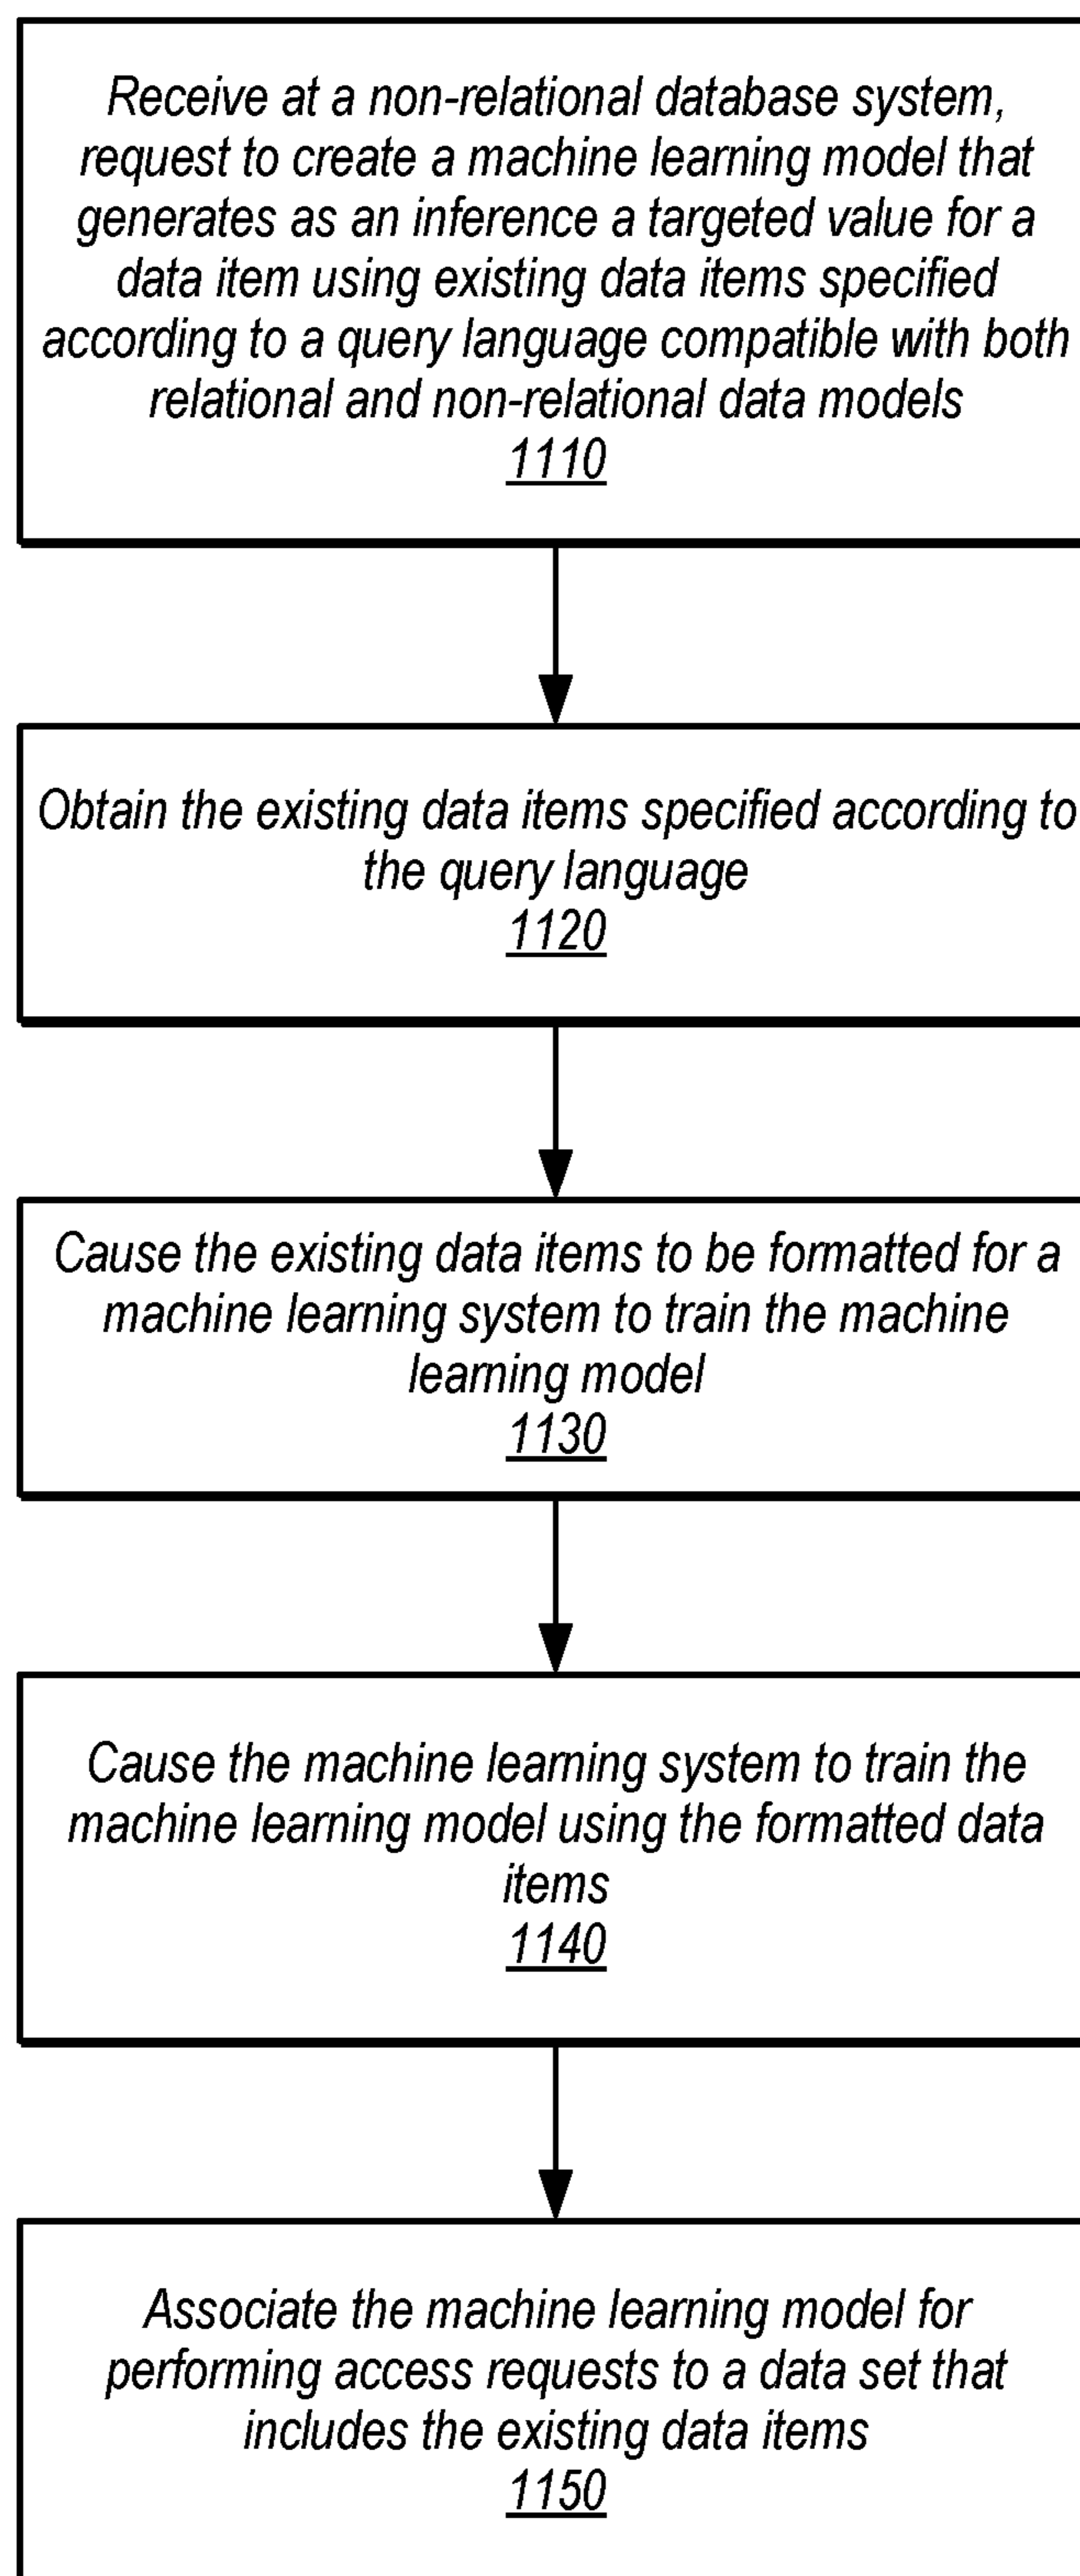 Receive at a non-relational database system,
request to create a machine learning model that
generates as an inference a targeted value for a
data item using existing data items specified
according to a query language compatible with both
relational and non-relational data models
1110
Obtain the existing data items specified according to
the query language
1120
Cause the existing data items to be formatted for a
machine learning system to train the machine
learning model
1130
Cause the machine learning system to train the
machine learning model using the formatted data
items
1140
Associate the machine learning model for
performing access requests to a data set that
includes the existing data items
1150